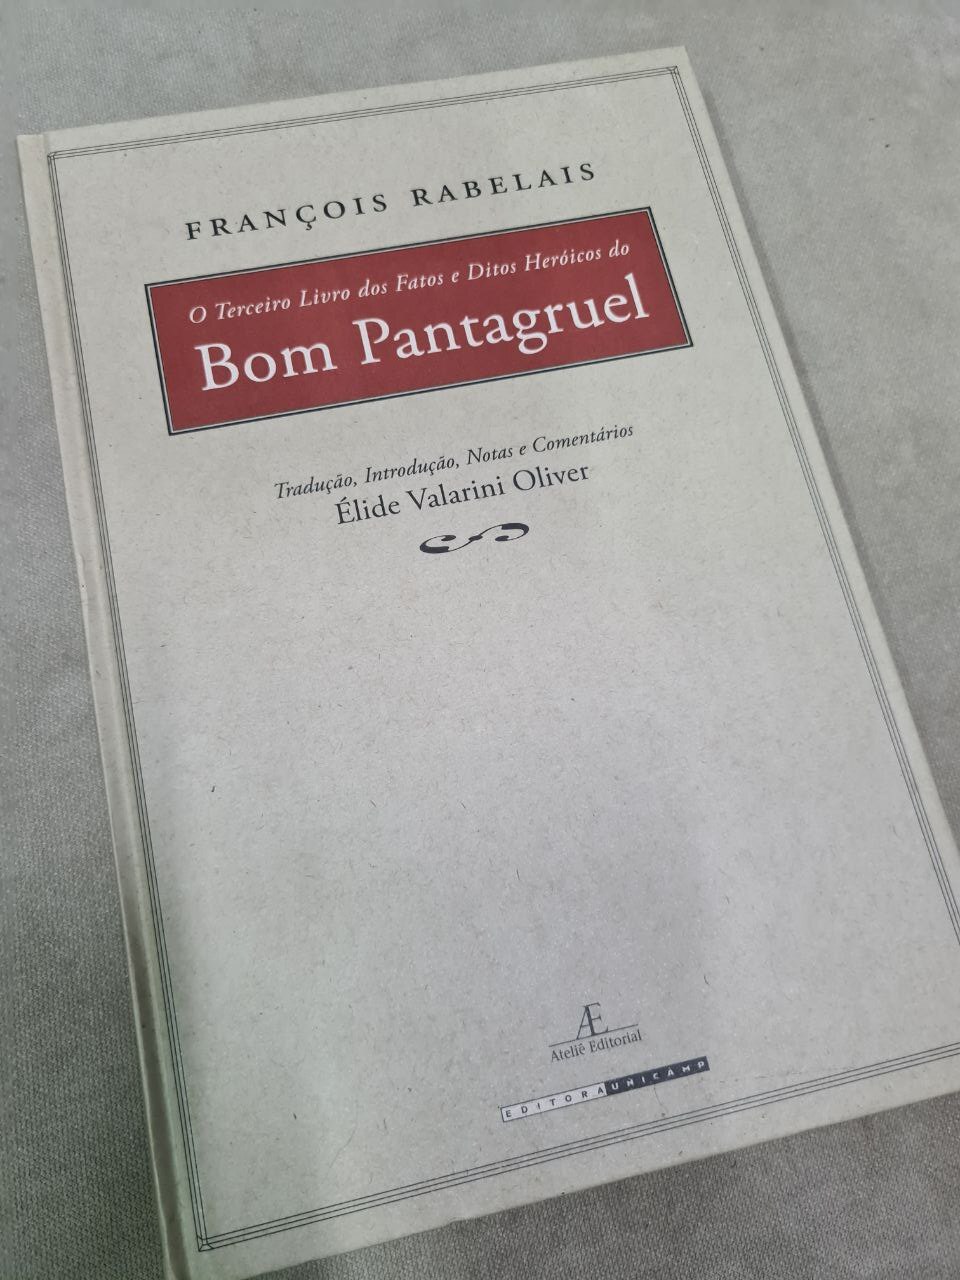 FRANÇOIS RABELAIS
O Terceiro Livro dos Fatos e Ditos Heróicos do
Bom Pantagruel
Tradução, Introdução, Notas e Comentários
Élide Valarini Oliver
Æ
Ateliê Editorial
EDITORA UNICAMP